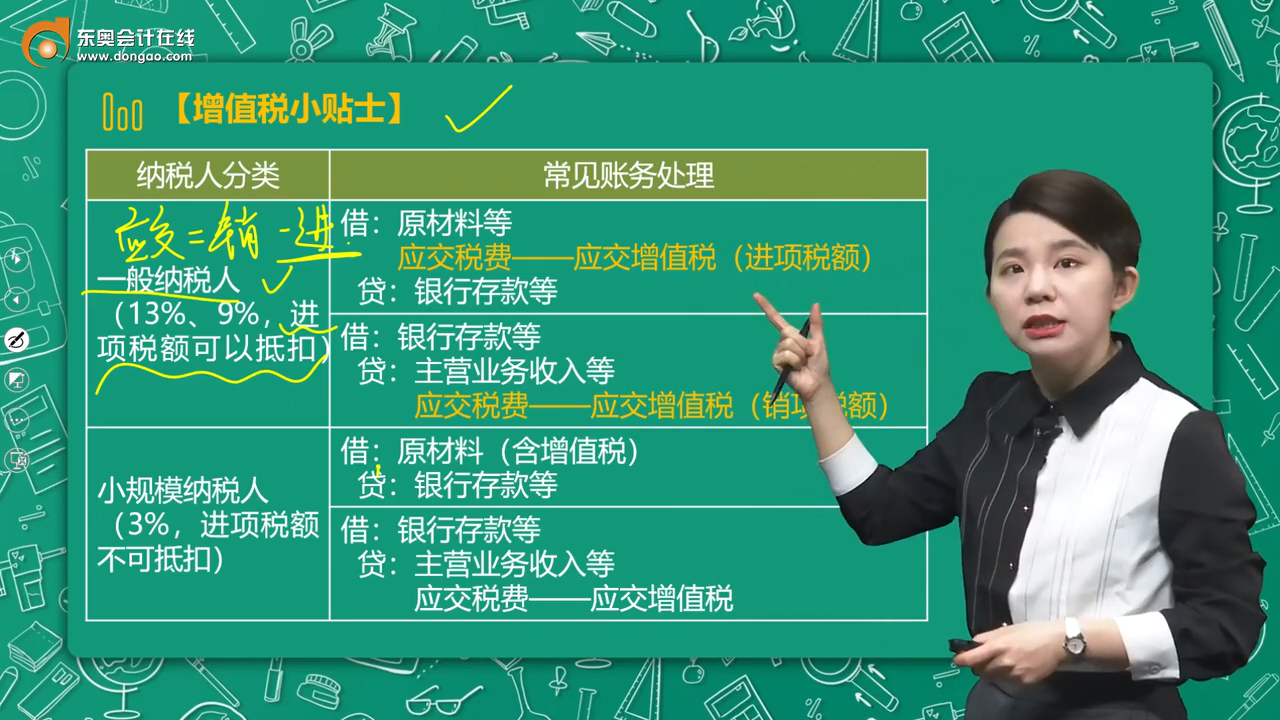 东奥会计在线
www.dongao.com
【增值税小贴士】
纳税人分类
常见账务处理
应交=销-进
一般纳税人
（13%、9%，进
项税额可以抵扣）
借：原材料等
应交税费——应交增值税（进项税额）
贷：银行存款等
借：银行存款等
贷：主营业务收入等
应交税费——应交增值税（销项税额）
小规模纳税人
（3%，进项税额
不可抵扣）
借：原材料（含增值税）
贷：银行存款等
借：银行存款等
贷：主营业务收入等
应交税费——应交增值税